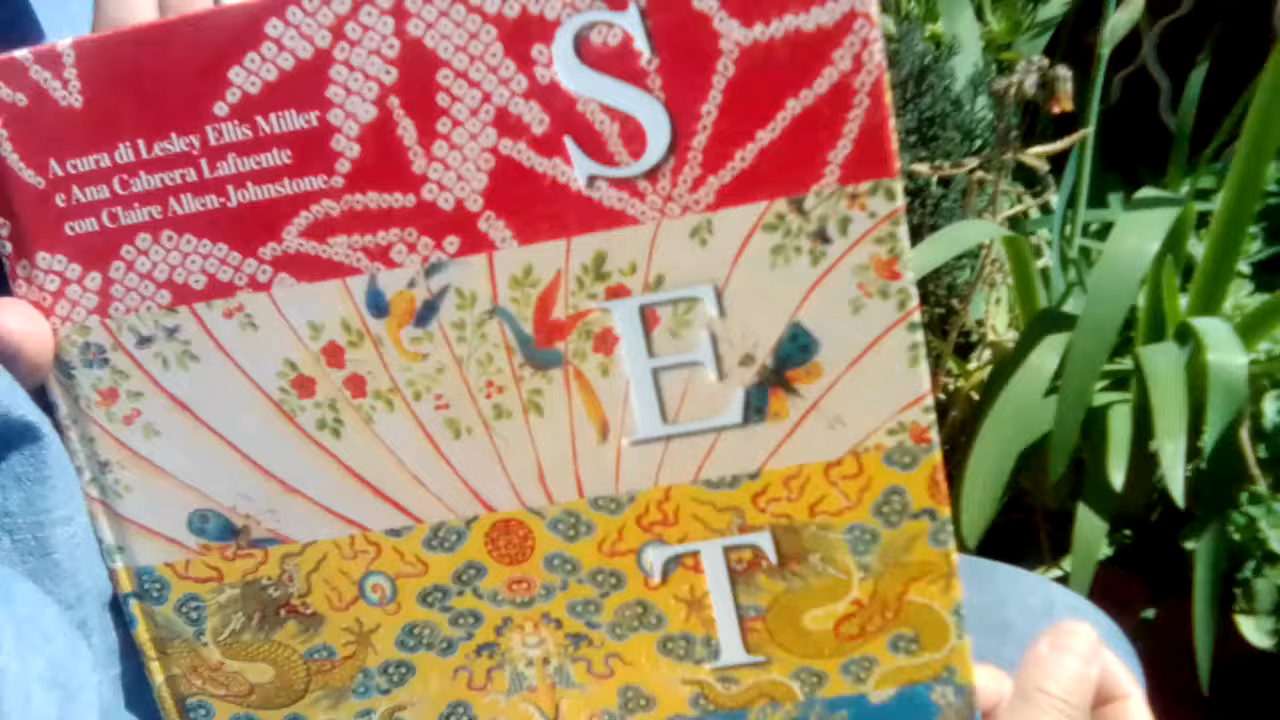 A cura di Lesley Ellis Miller
e Ana Cabrera Lafuente
con Claire Allen-Johnstone
S
E
T